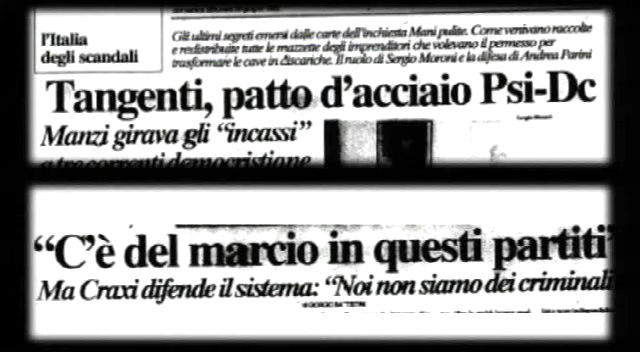 l'Italia
degli scandali
Gli ultimi segreti emersi dalle carte dell'inchiesta Mani pulite. Come venivano raccolte
e redistribuite tutte le mazzette degli imprenditori che volevano il permesso per
trasformare le cave in discariche. Il ruolo di Sergio Moroni e la difesa di Andrea Parini
Tangenti, patto d'acciaio Psi-Dc
Manzi girava gli "incassi"
a tre correnti democristiane
"C'è del marcio in questi partiti"
Ma Craxi difende il sistema: "Noi non siamo dei criminali